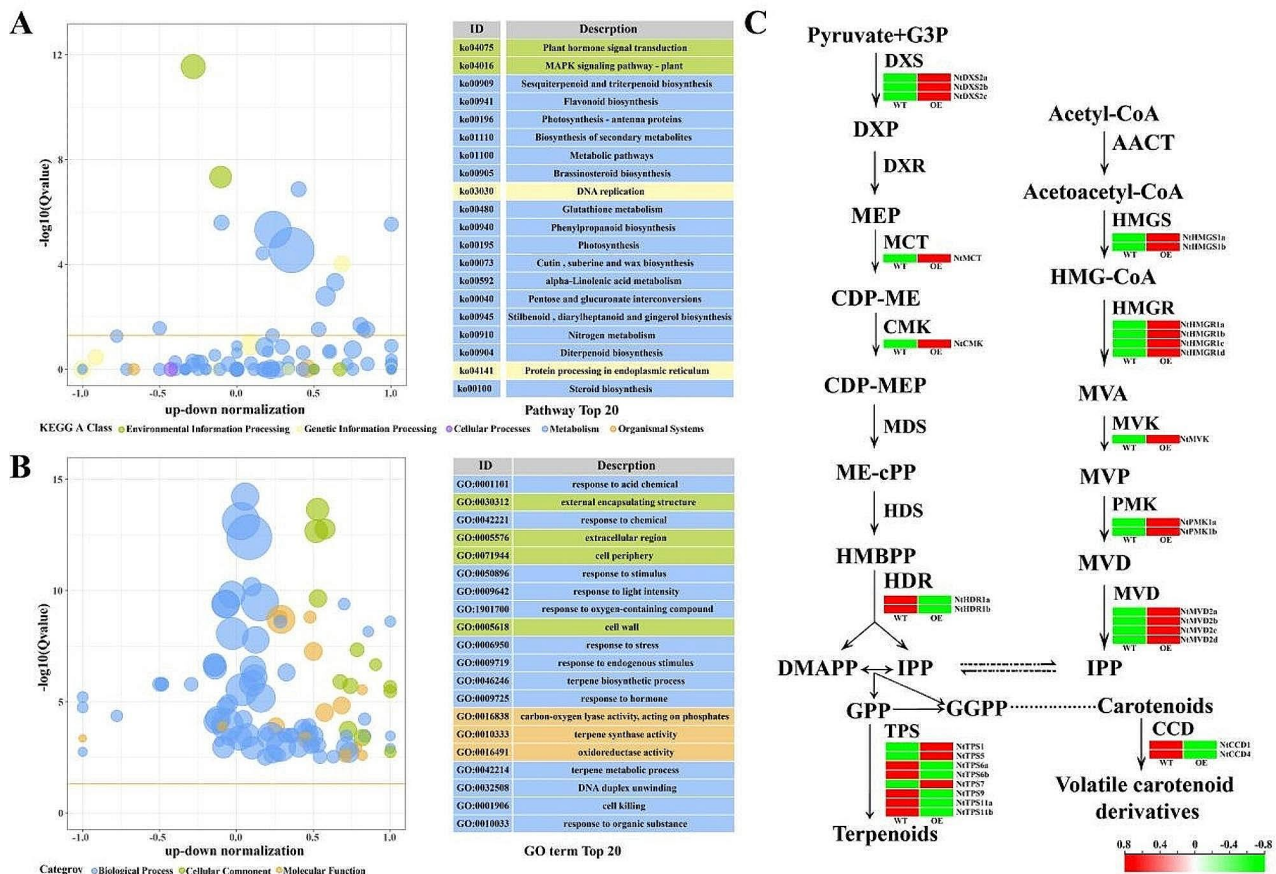 A
12
8
4
0
-log10(Qvalue)
-1.0 -0.5 0.0 0.5 1.0
up-down normalization
ID Descrption
ko04075 Plant hormone signal transduction
ko04016 MAPK signaling pathway - plant
ko00909 Sesquiterpenoid and triterpenoid biosynthesis
ko00941 Flavonoid biosynthesis
ko00196 Photosynthesis - antenna proteins
ko01110 Biosynthesis of secondary metabolites
ko01100 Metabolic pathways
ko00905 Brassinosteroid biosynthesis
ko03030 DNA replication
ko00480 Glutathione metabolism
ko00940 Phenylpropanoid biosynthesis
ko00195 Photosynthesis
ko00073 Cutin , suberine and wax biosynthesis
ko00592 alpha-Linolenic acid metabolism
ko00040 Pentose and glucuronate interconversions
ko00945 Stilbenoid , diarylheptanoid and gingerol biosynthesis
ko00910 Nitrogen metabolism
ko00904 Diterpenoid biosynthesis
ko04141 Protein processing in endoplasmic reticulum
ko00100 Steroid biosynthesis
Pathway Top 20
KEGG A Class Environmental Information Processing Genetic Information Processing Cellular Processes Metabolism Organismal Systems
B
15
10
5
0
-log10(Qvalue)
-1.0 -0.5 0.0 0.5 1.0
up-down normalization
Categroy Biological Process Cellular Component Molecular Function
ID Descrption
GO:0001101 response to acid chemical
GO:0030312 external encapsulating structure
GO:0042221 response to chemical
GO:0005576 extracellular region
GO:0071944 cell periphery
GO:0050896 response to stimulus
GO:0009642 response to light intensity
GO:1901700 response to oxygen-containing compound
GO:0005618 cell wall
GO:0006950 response to stress
GO:0009719 response to endogenous stimulus
GO:0046246 terpene biosynthetic process
GO:0009725 response to hormone
GO:0016838 carbon-oxygen lyase activity, acting on phosphates
GO:0010333 terpene synthase activity
GO:0016491 oxidoreductase activity
GO:0042214 terpene metabolic process
GO:0032508 DNA duplex unwinding
GO:0001906 cell killing
GO:0010033 response to organic substance
GO term Top 20
C
Pyruvate+G3P
DXS
NtDXS2a
NtDXS2b
NtDXS2c
WT OE
DXP
DXR
MEP
MCT
NtMCT
WT OE
CDP-ME
CMK
NtCMK
WT OE
CDP-MEP
MDS
ME-cPP
HDS
HMBPP
HDR
NtHDR1a
NtHDR1b
WT OE
DMAPP IPP
GPP GGPP
TPS
NtTPS1
NtTPS5
NtTPS6a
NtTPS6b
NtTPS7
NtTPS9
NtTPS11a
NtTPS11b
WT OE
Terpenoids
Acetyl-CoA
AACT
Acetoacetyl-CoA
HMGS
NtHMGS1a
NtHMGS1b
WT OE
HMG-CoA
HMGR
NtHMGR1a
NtHMGR1b
NtHMGR1c
NtHMGR1d
WT OE
MVA
MVK
NtMVK
WT OE
MVP
PMK
NtPMK1a
NtPMK1b
WT OE
MVD
MVD
NtMVD2a
NtMVD2b
NtMVD2c
NtMVD2d
WT OE
IPP
Carotenoids
CCD
NtCCD1
NtCCD4
WT OE
Volatile carotenoid
derivatives
0.8 0.4 0 -0.4 -0.8